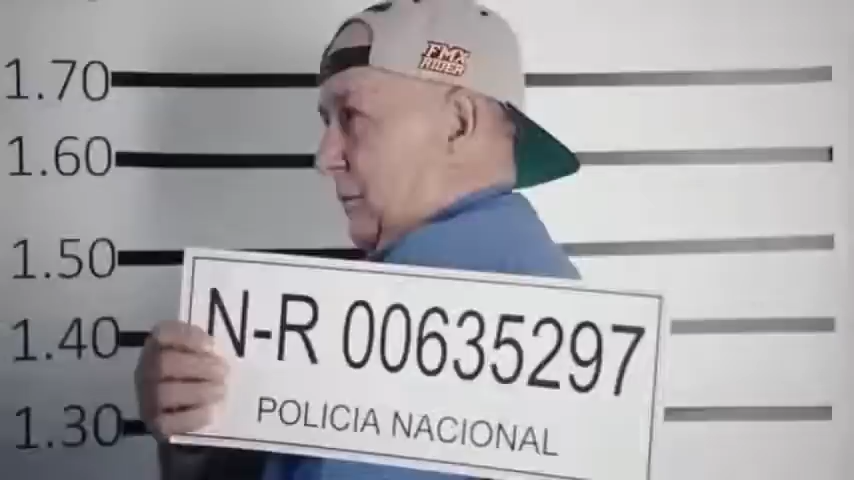 FMX
RIDER
1.70
1.60
1.50
1.40
1.30
N-R 00635297
POLICIA NACIONAL